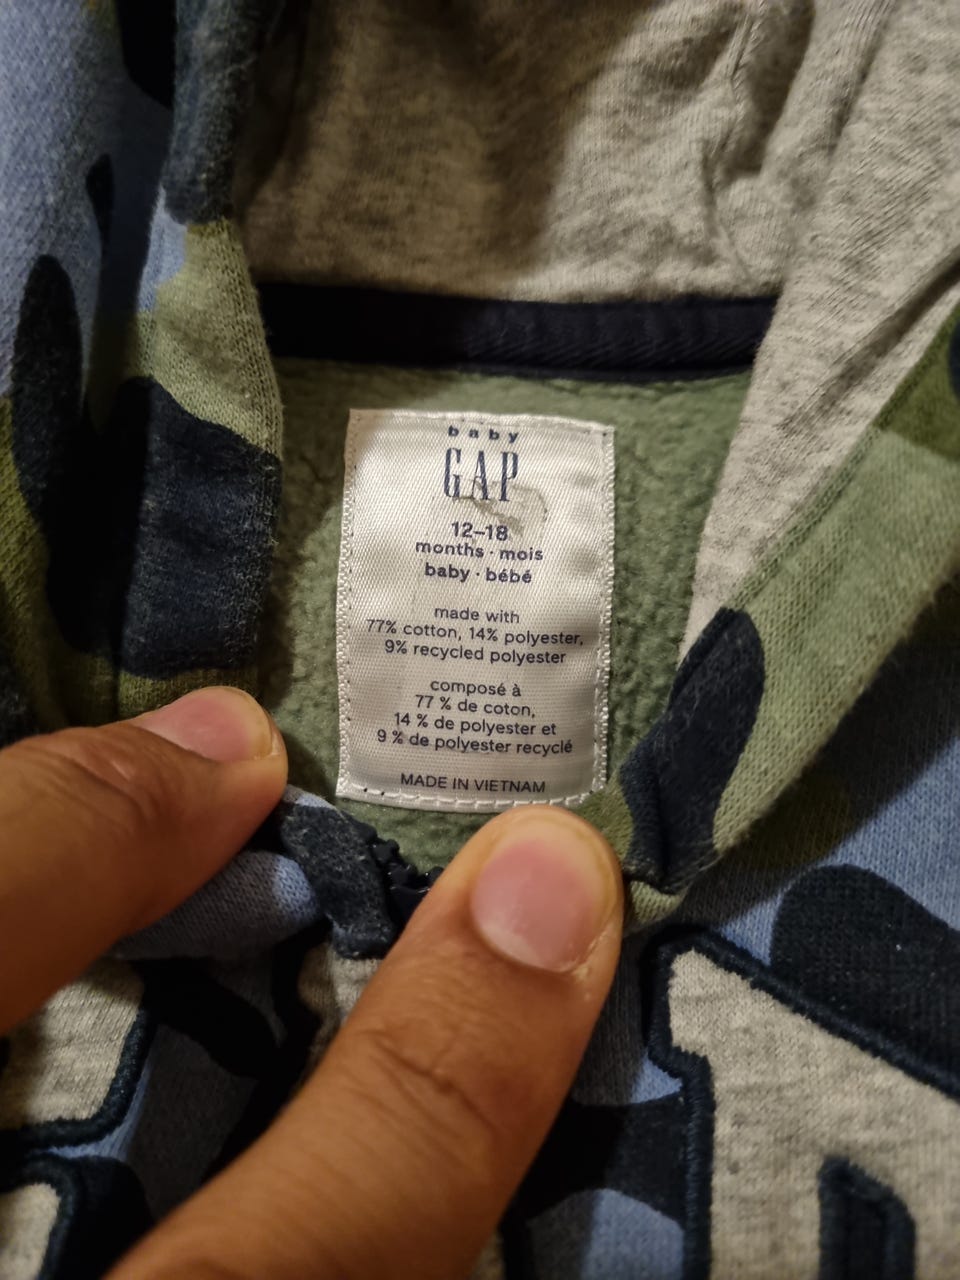 baby
GAP
12–18
months · mois
baby · bébé
made with
77% cotton, 14% polyester,
9% recycled polyester
composé à
77 % de coton,
14 % de polyester et
9 % de polyester recyclé
MADE IN VIETNAM